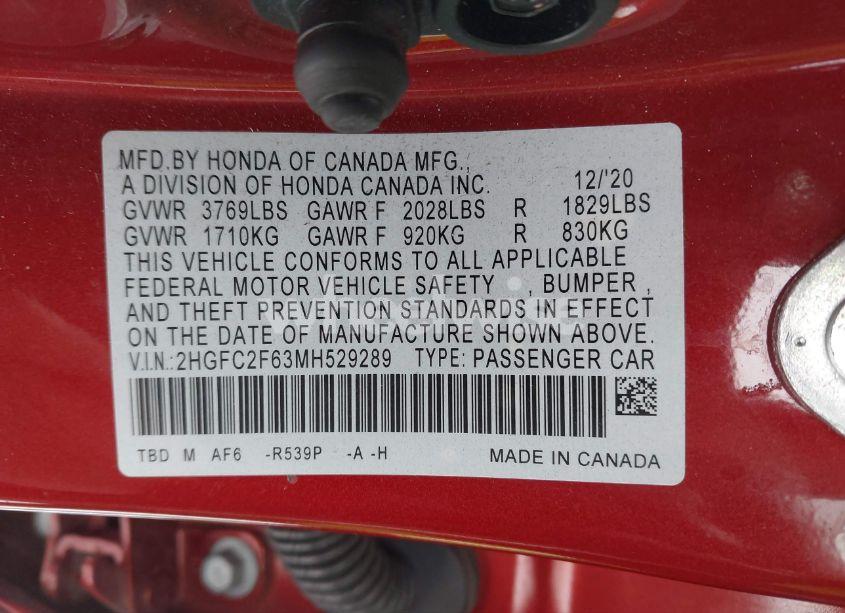 MFD.BY HONDA OF CANADA MFG.,
A DIVISION OF HONDA CANADA INC. 12/'20
GVWR 3769LBS GAWR F 2028LBS R 1829LBS
GVWR 1710KG GAWR F 920KG R 830KG
THIS VEHICLE CONFORMS TO ALL APPLICABLE
FEDERAL MOTOR VEHICLE SAFETY , BUMPER ,
AND THEFT PREVENTION STANDARDS IN EFFECT
ON THE DATE OF MANUFACTURE SHOWN ABOVE.
V.I.N.:2HGFC2F63MH529289 TYPE: PASSENGER CAR
TBD M AF6 -R539P -A -H MADE IN CANADA